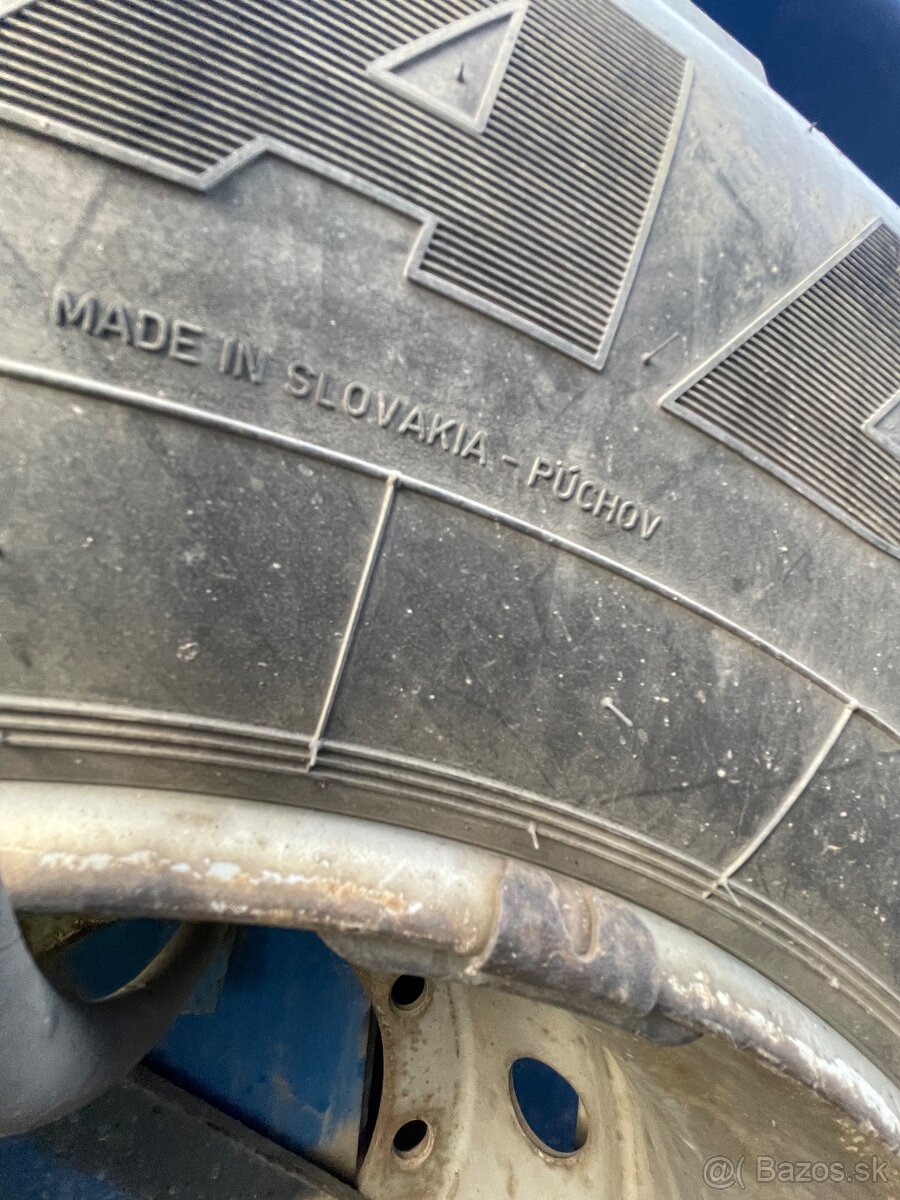 MADE IN SLOVAKIA - PÚCHOV
@( Bazos.sk